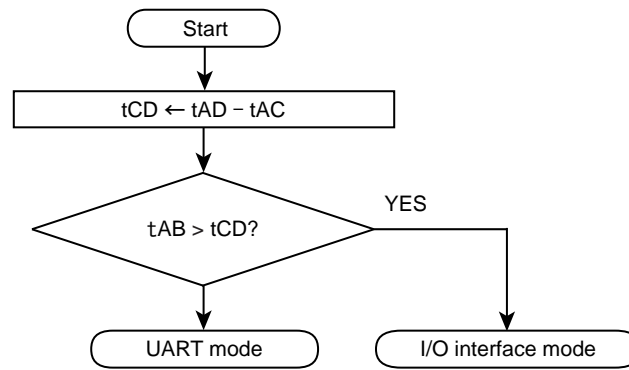 Start
tCD ← tAD − tAC
YES
tAB > tCD?
UART mode
I/O interface mode